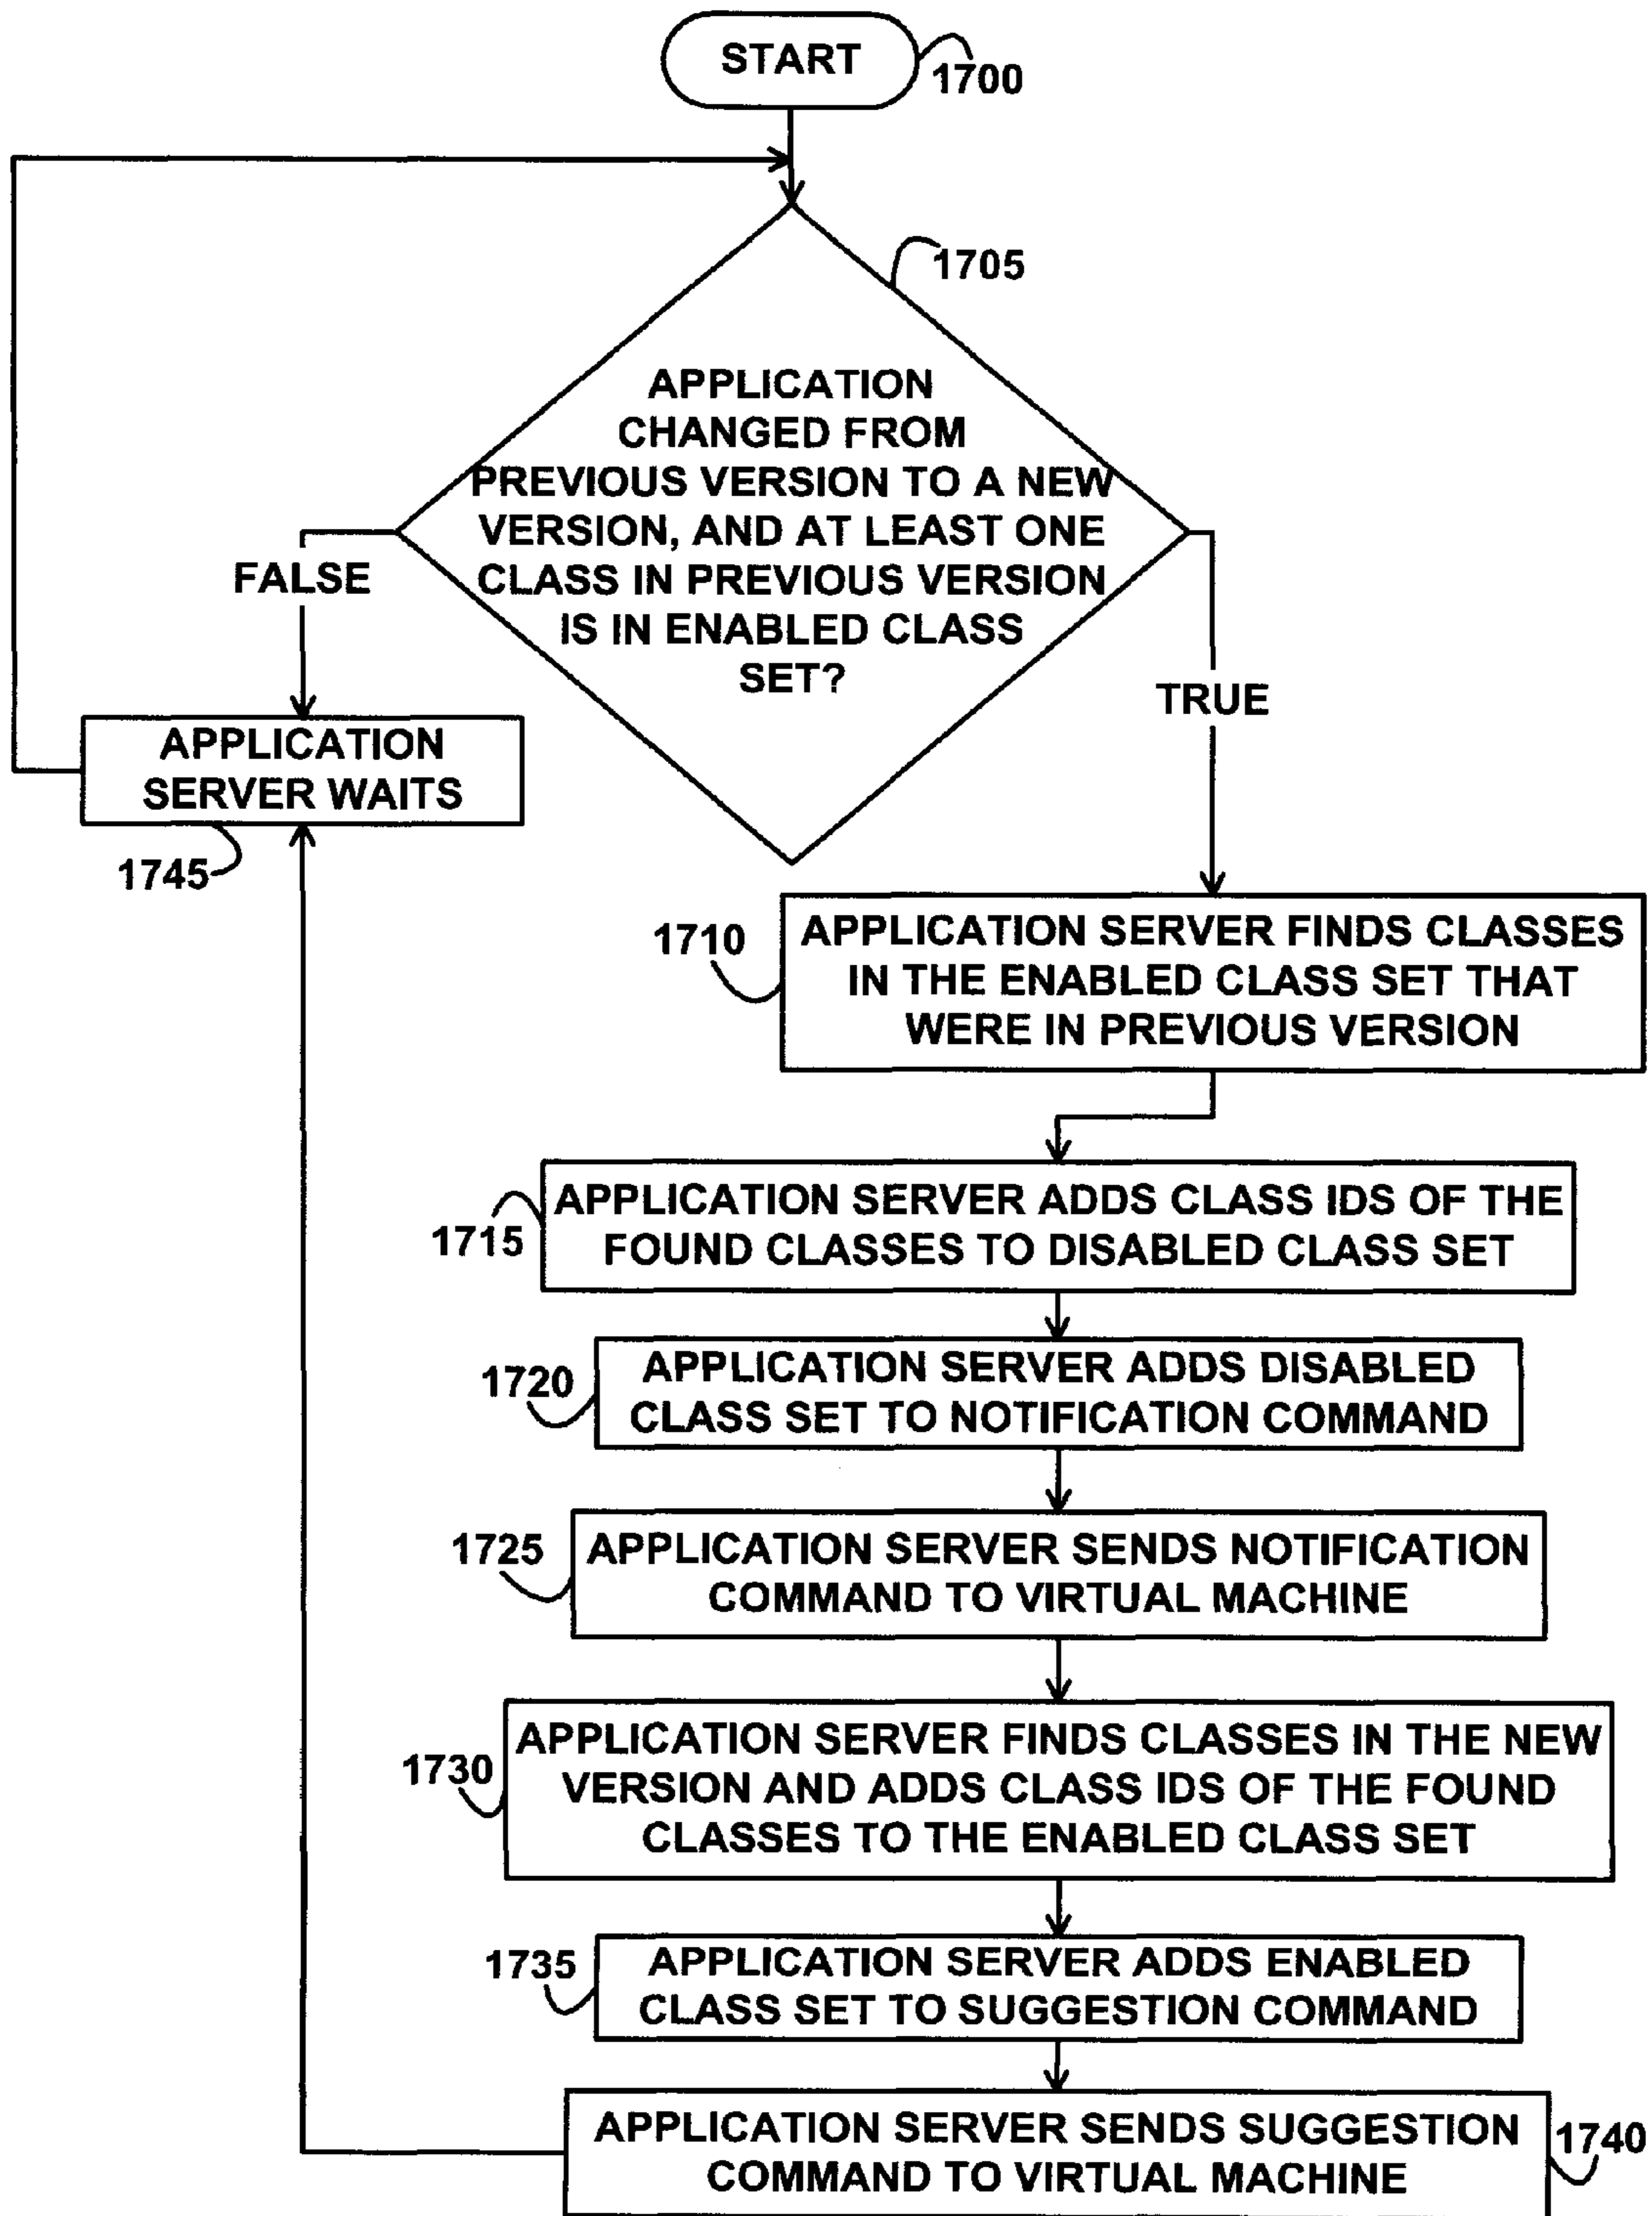 START
1700
1705
APPLICATION
CHANGED FROM
PREVIOUS VERSION TO A NEW
VERSION, AND AT LEAST ONE
CLASS IN PREVIOUS VERSION
IS IN ENABLED CLASS
SET?
FALSE
TRUE
APPLICATION
SERVER WAITS
1745
1710
APPLICATION SERVER FINDS CLASSES
IN THE ENABLED CLASS SET THAT
WERE IN PREVIOUS VERSION
1715
APPLICATION SERVER ADDS CLASS IDS OF THE
FOUND CLASSES TO DISABLED CLASS SET
1720
APPLICATION SERVER ADDS DISABLED
CLASS SET TO NOTIFICATION COMMAND
1725
APPLICATION SERVER SENDS NOTIFICATION
COMMAND TO VIRTUAL MACHINE
1730
APPLICATION SERVER FINDS CLASSES IN THE NEW
VERSION AND ADDS CLASS IDS OF THE FOUND
CLASSES TO THE ENABLED CLASS SET
1735
APPLICATION SERVER ADDS ENABLED
CLASS SET TO SUGGESTION COMMAND
APPLICATION SERVER SENDS SUGGESTION
COMMAND TO VIRTUAL MACHINE
1740